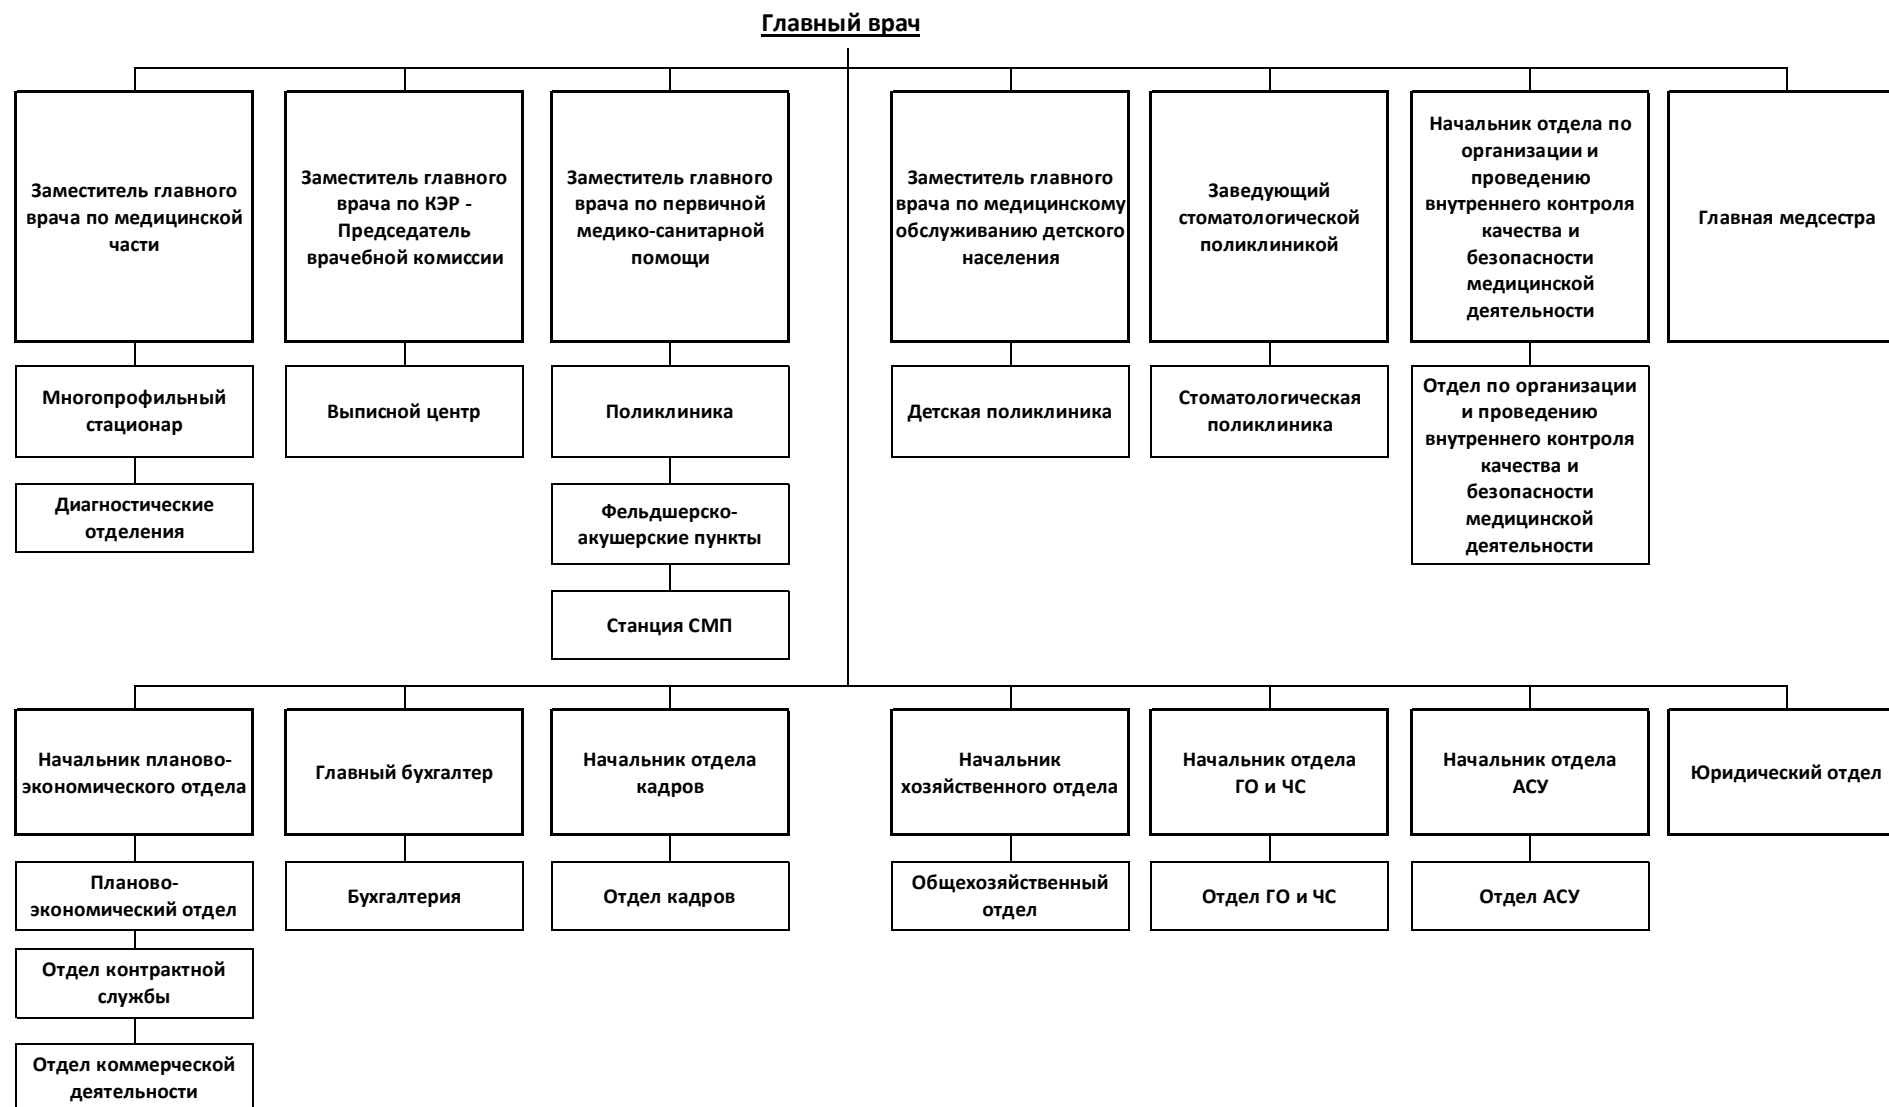 Главный врач
Заместитель главного
врача по медицинской
части
Заместитель главного
врача по КЭР -
Председатель
врачебной комиссии
Заместитель главного
врача по первичной
медико-санитарной
помощи
Заместитель главного
врача по медицинскому
обслуживанию детского
населения
Заведующий
стоматологической
поликлиникой
Начальник отдела по
организации и
проведению
внутреннего контроля
качества и
безопасности
медицинской
деятельности
Главная медсестра
Многопрофильный
стационар
Выписной центр
Поликлиника
Детская поликлиника
Стоматологическая
поликлиника
Отдел по организации
и проведению
внутреннего контроля
качества и
безопасности
медицинской
деятельности
Диагностические
отделения
Фельдшерско-
акушерские пункты
Станция СМП
Начальник планово-
экономического отдела
Главный бухгалтер
Начальник отдела
кадров
Начальник
хозяйственного отдела
Начальник отдела
ГО и ЧС
Начальник отдела
АСУ
Юридический отдел
Планово-
экономический отдел
Бухгалтерия
Отдел кадров
Общехозяйственный
отдел
Отдел ГО и ЧС
Отдел АСУ
Отдел контрактной
службы
Отдел коммерческой
деятельности